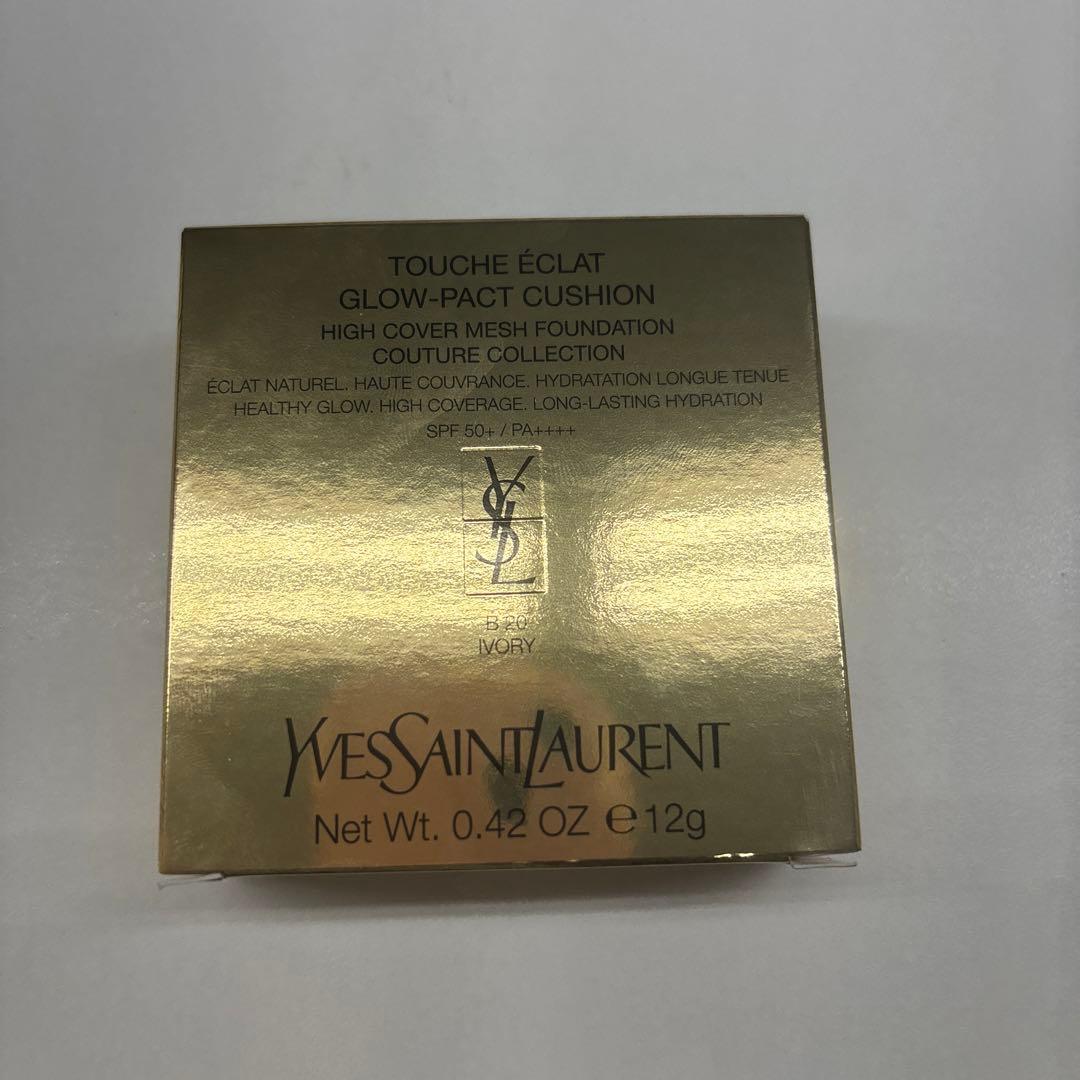 TOUCHE ÉCLAT
GLOW-PACT CUSHION
HIGH COVER MESH FOUNDATION
COUTURE COLLECTION
ÉCLAT NATUREL. HAUTE COUVRANCE. HYDRATATION LONGUE TENUE
HEALTHY GLOW. HIGH COVERAGE. LONG-LASTING HYDRATION
SPF 50+ / PA++++
YSL
B 20
IVORY
YVESSAINTLAURENT
Net Wt. 0.42 OZ ℮12g